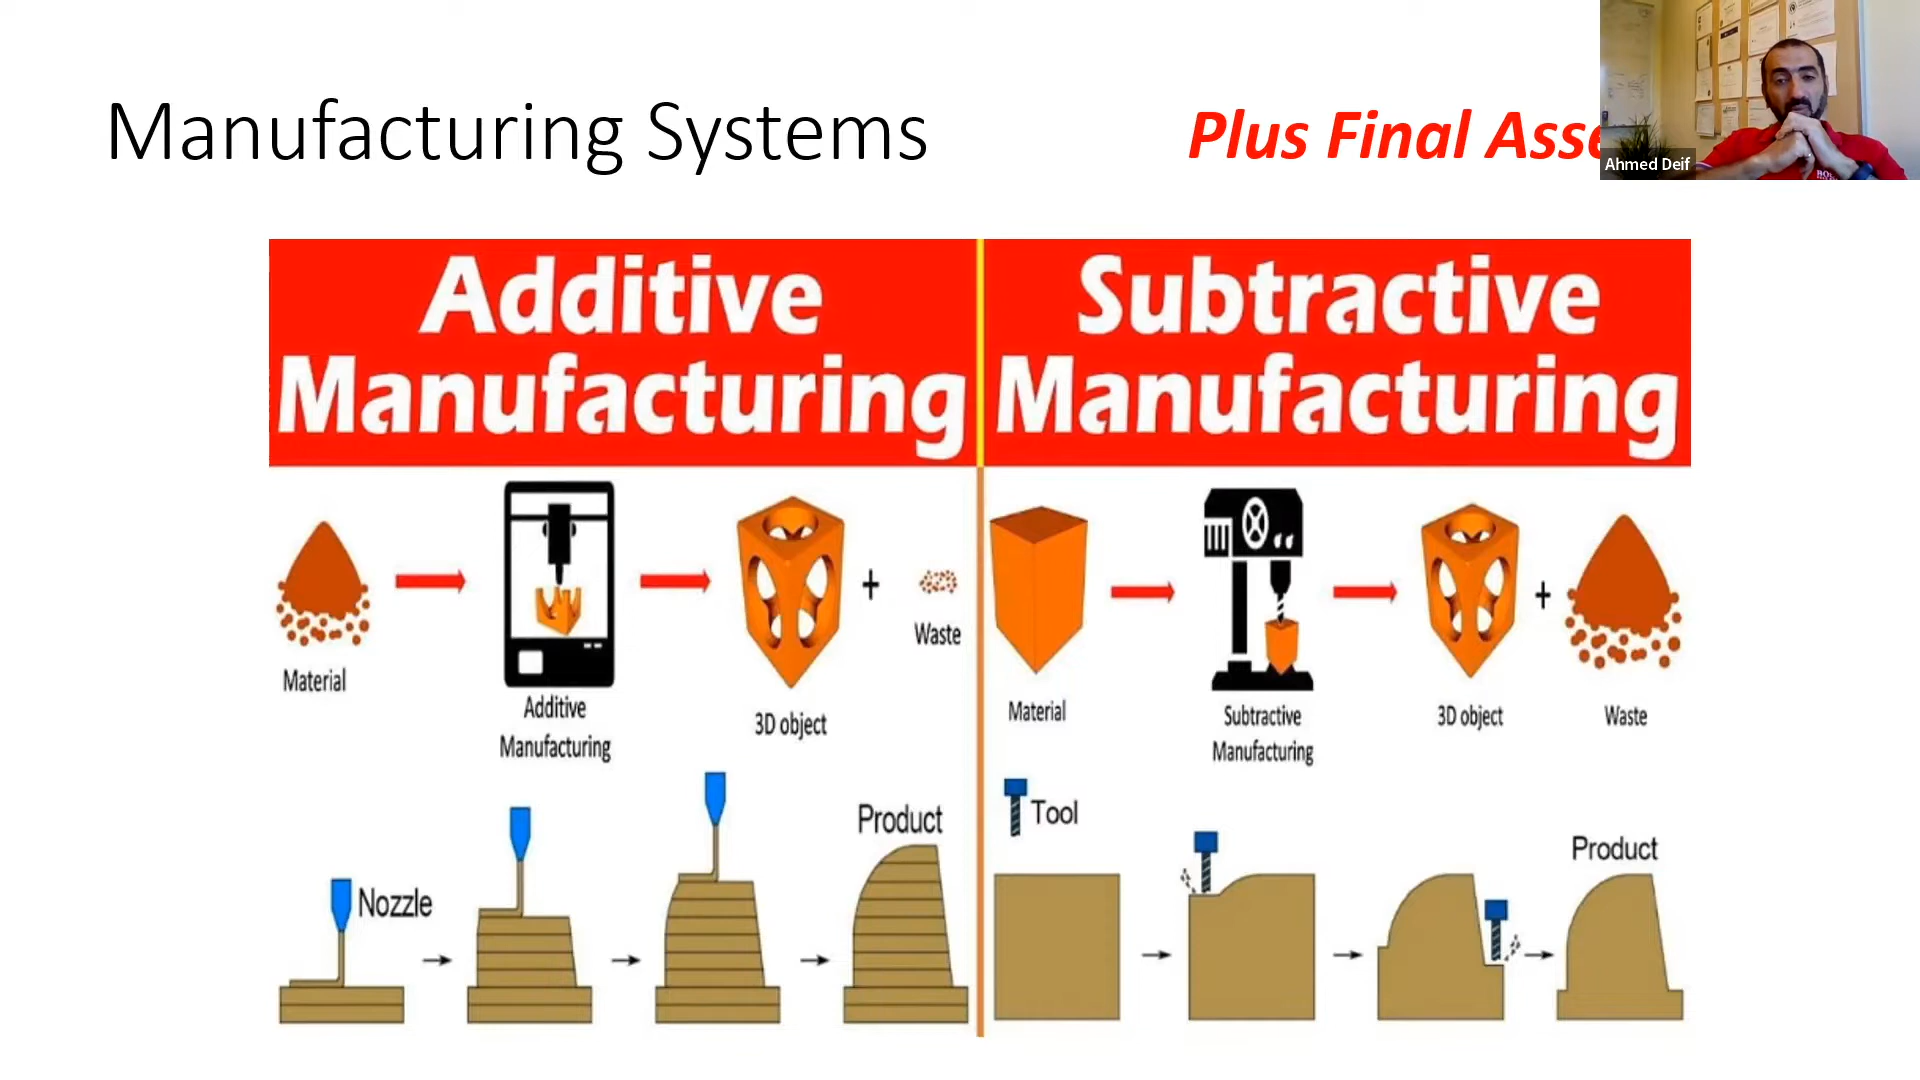 Manufacturing Systems
Plus Final Asse
Ahmed Deif
Additive
Manufacturing
Subtractive
Manufacturing
Material
Additive
Manufacturing
3D object
+
Waste
Material
Subtractive
Manufacturing
3D object
+
Waste
Nozzle
Product
Tool
Product